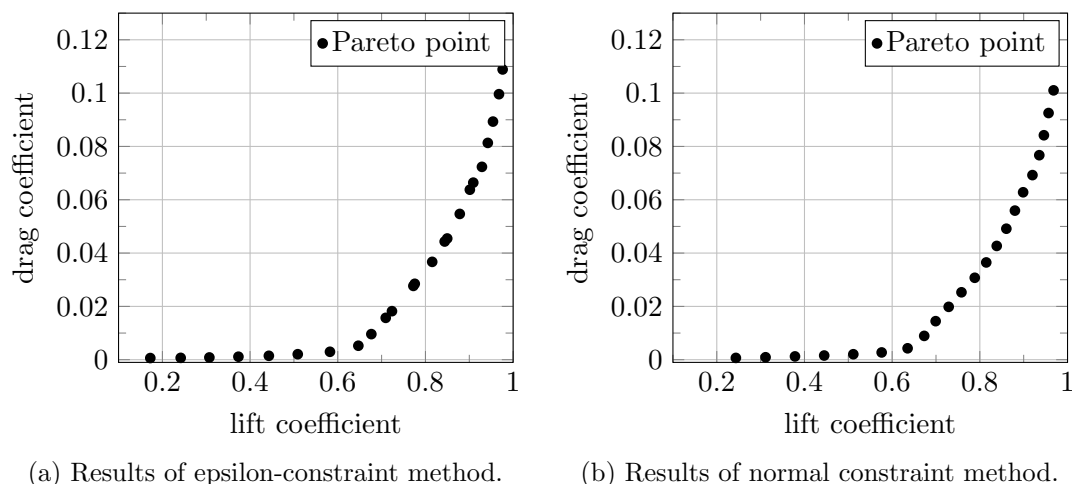 0.12
0.1
0.08
0.06
0.04
0.02
0
drag coefficient
Pareto point
0.2 0.4 0.6 0.8 1
lift coefficient
(a) Results of epsilon-constraint method.
0.12
0.1
0.08
0.06
0.04
0.02
0
drag coefficient
Pareto point
0.2 0.4 0.6 0.8 1
lift coefficient
(b) Results of normal constraint method.